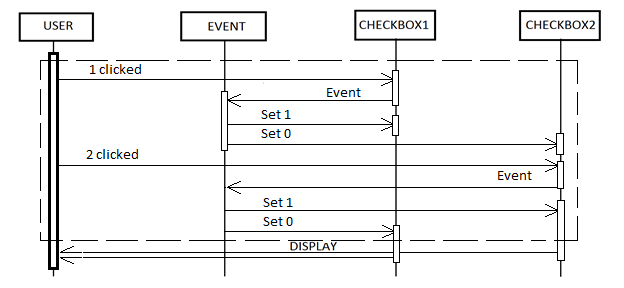 USER EVENT CHECKBOX1 CHECKBOX2
1 clicked
Event
Set 1
Set 0
2 clicked
Event
Set 1
Set 0
DISPLAY